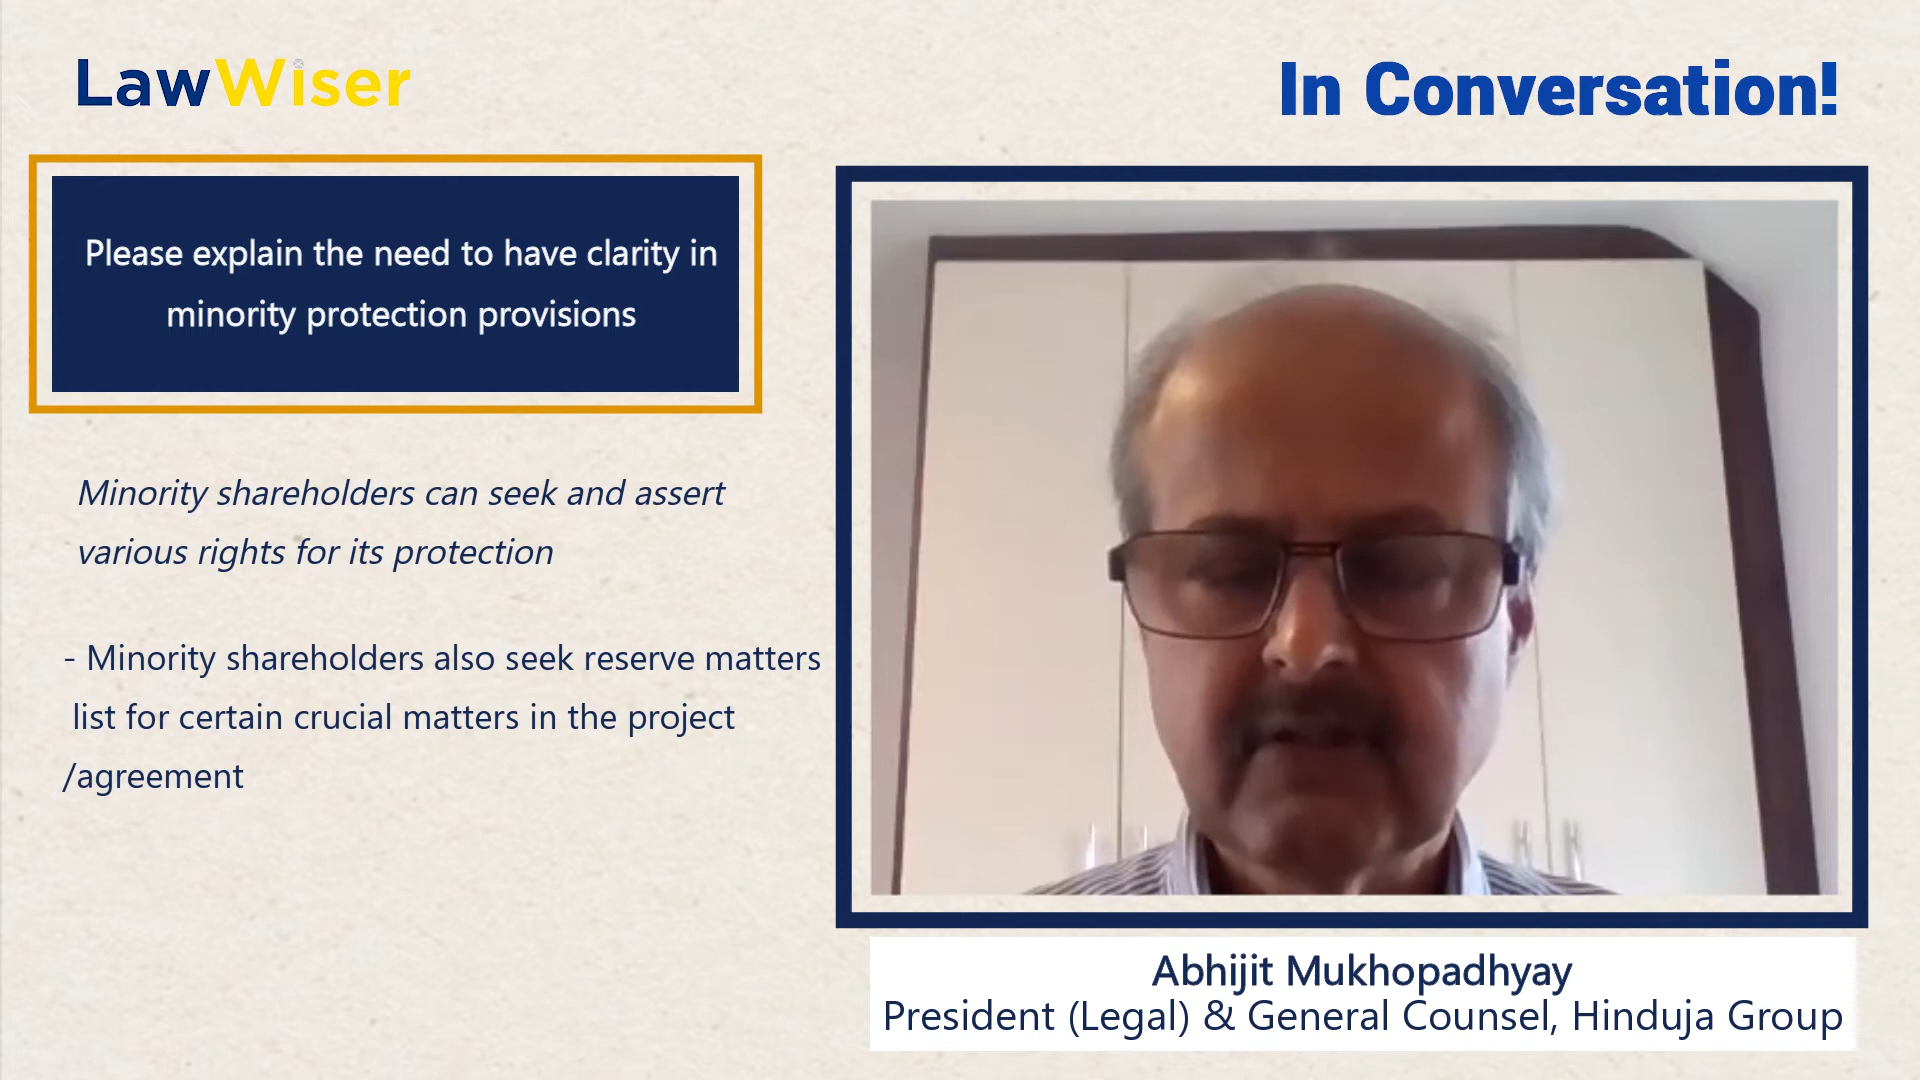 LawWiser
In Conversation!
Please explain the need to have clarity in
minority protection provisions
Minority shareholders can seek and assert
various rights for its protection
- Minority shareholders also seek reserve matters
list for certain crucial matters in the project
/agreement
Abhijit Mukhopadhyay
President (Legal) & General Counsel, Hinduja Group